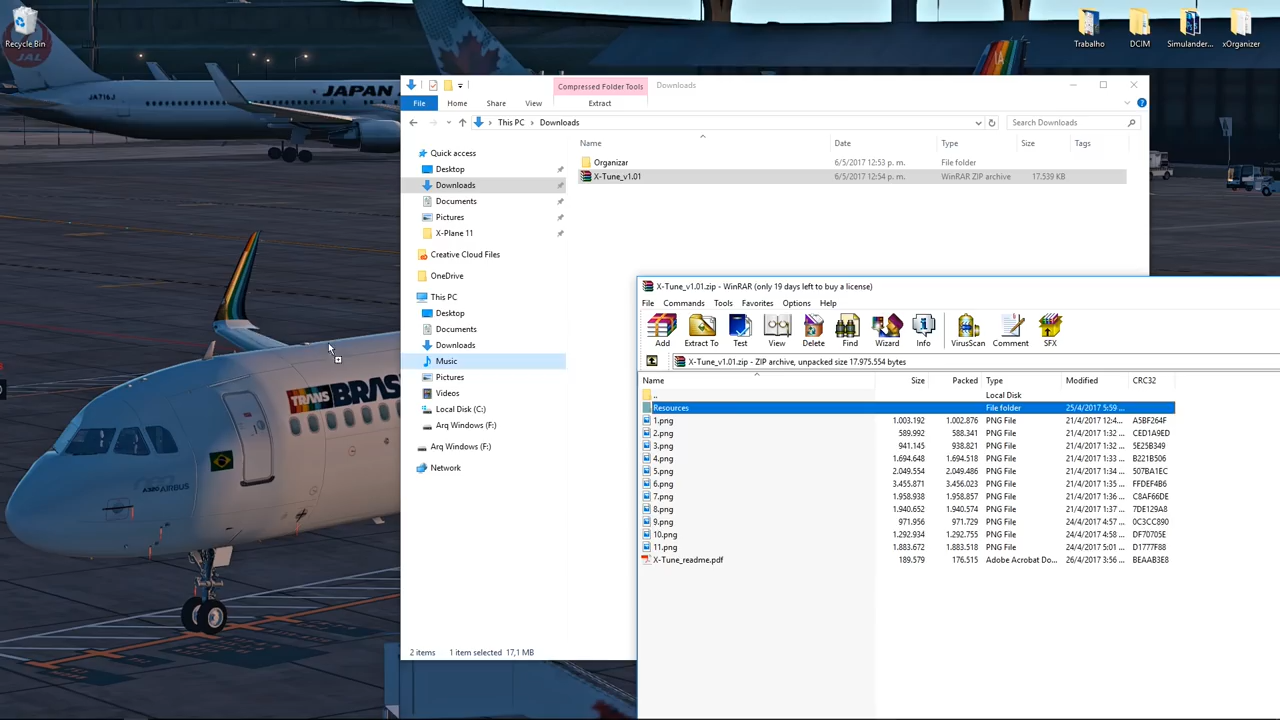 Recycle Bin
JAL
JA716J
JAPAN
TRANS
BRAS
AIRBUS
Trabalho
DCIM
Simulander...
xOrganizer
Compressed Folder Tools
Downloads
File
Home
Share
View
Extract
This PC
Downloads
Search Downloads
Quick access
Desktop
Downloads
Documents
Pictures
X-Plane 11
Creative Cloud Files
OneDrive
This PC
Desktop
Documents
Downloads
Music
Pictures
Videos
Local Disk (C:)
Arq Windows (F:)
Arq Windows (F:)
Network
Name Date Type Size Tags
Organizar 6/5/2017 12:53 p. m. File folder
X-Tune_v1.01 6/5/2017 12:54 p. m. WinRAR ZIP archive 17.539 KB
2 items 1 item selected 17,1 MB
X-Tune_v1.01.zip - WinRAR (only 19 days left to buy a license)
File Commands Tools Favorites Options Help
Add Extract To Test View Delete Find Wizard Info VirusScan Comment SFX
X-Tune_v1.01.zip - ZIP archive, unpacked size 17.975.554 bytes
Name Size Packed Type Modified CRC32
.. Local Disk
Resources File folder 25/4/2017 5:59 ...
1.png 1.003.192 1.002.876 PNG File 21/4/2017 12:4... A5BF264F
2.png 589.992 588.341 PNG File 21/4/2017 1:32 ... CED1A9ED
3.png 941.145 938.821 PNG File 21/4/2017 1:32 ... 5E25B349
4.png 1.694.648 1.694.518 PNG File 21/4/2017 1:33 ... B221B506
5.png 2.049.554 2.049.486 PNG File 21/4/2017 1:34 ... 507BA1EC
6.png 3.455.871 3.456.023 PNG File 21/4/2017 1:35 ... FFDEF4B6
7.png 1.958.938 1.958.857 PNG File 21/4/2017 1:36 ... C8AF66DE
8.png 1.940.652 1.940.574 PNG File 21/4/2017 1:37 ... 7DE129A8
9.png 971.956 971.729 PNG File 24/4/2017 4:57 ... 0C3CC890
10.png 1.292.934 1.292.755 PNG File 24/4/2017 4:58 ... DF70705E
11.png 1.883.672 1.883.518 PNG File 24/4/2017 5:01 ... D1777F88
X-Tune_readme.pdf 189.579 176.515 Adobe Acrobat Do... 26/4/2017 3:56 ... BEAAB3E8